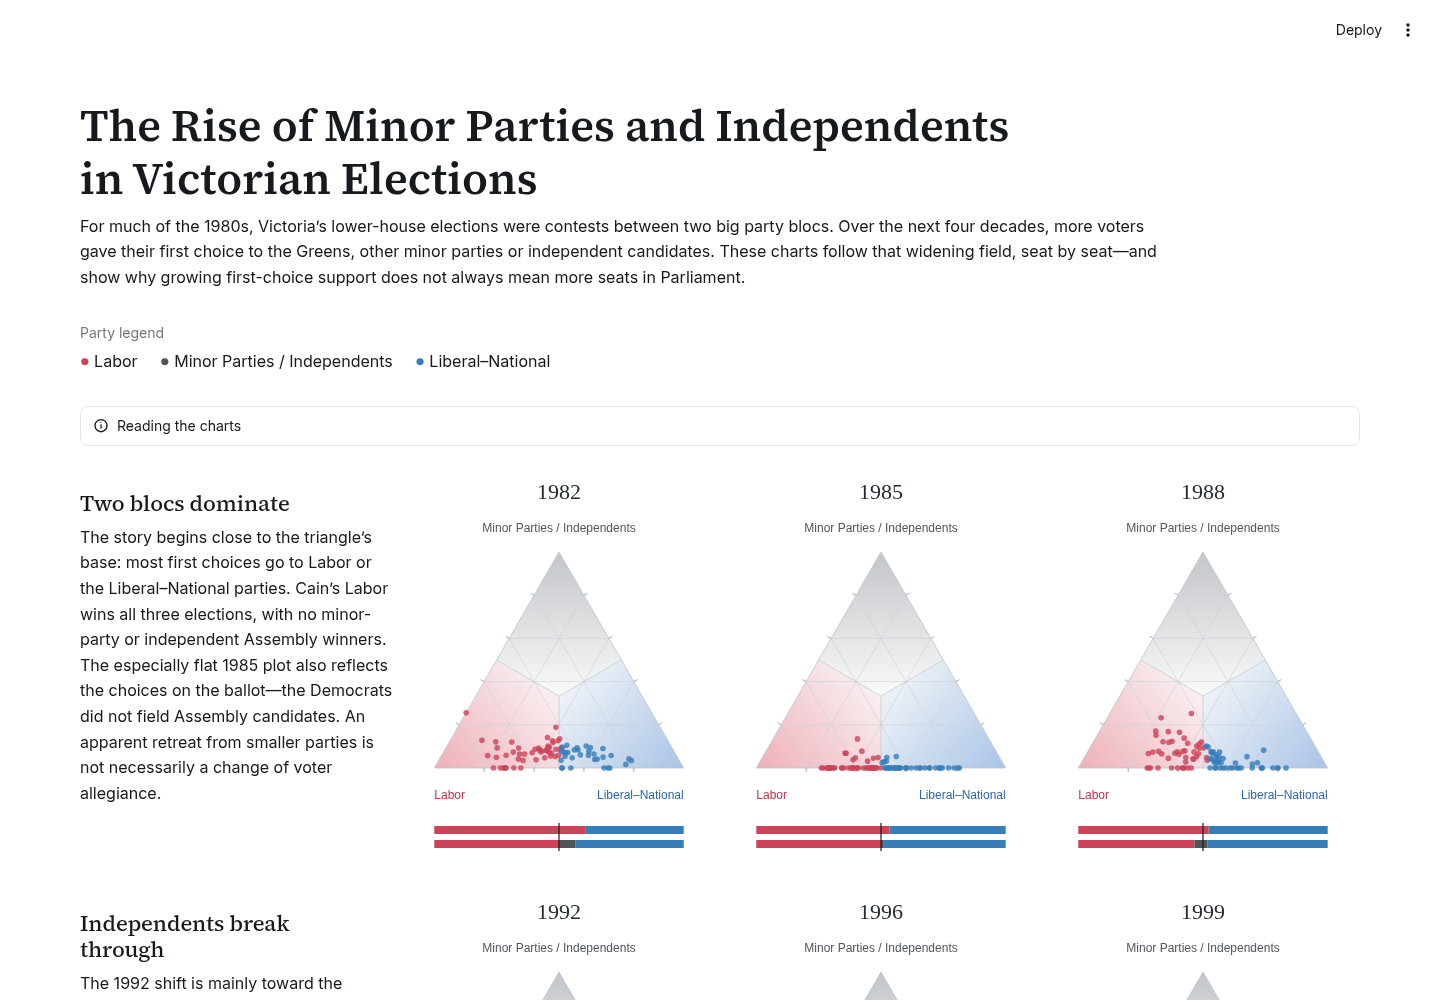 Deploy
The Rise of Minor Parties and Independents
in Victorian Elections
For much of the 1980s, Victoria’s lower-house elections were contests between two big party blocs. Over the next four decades, more voters
gave their first choice to the Greens, other minor parties or independent candidates. These charts follow that widening field, seat by seat—and
show why growing first-choice support does not always mean more seats in Parliament.
Party legend
Labor
Minor Parties / Independents
Liberal–National
Reading the charts
Two blocs dominate
The story begins close to the triangle’s
base: most first choices go to Labor or
the Liberal–National parties. Cain’s Labor
wins all three elections, with no minor-
party or independent Assembly winners.
The especially flat 1985 plot also reflects
the choices on the ballot—the Democrats
did not field Assembly candidates. An
apparent retreat from smaller parties is
not necessarily a change of voter
allegiance.
1982
Minor Parties / Independents
Labor
Liberal–National
1985
Minor Parties / Independents
Labor
Liberal–National
1988
Minor Parties / Independents
Labor
Liberal–National
Independents break
through
The 1992 shift is mainly toward the
1992
Minor Parties / Independents
1996
Minor Parties / Independents
1999
Minor Parties / Independents